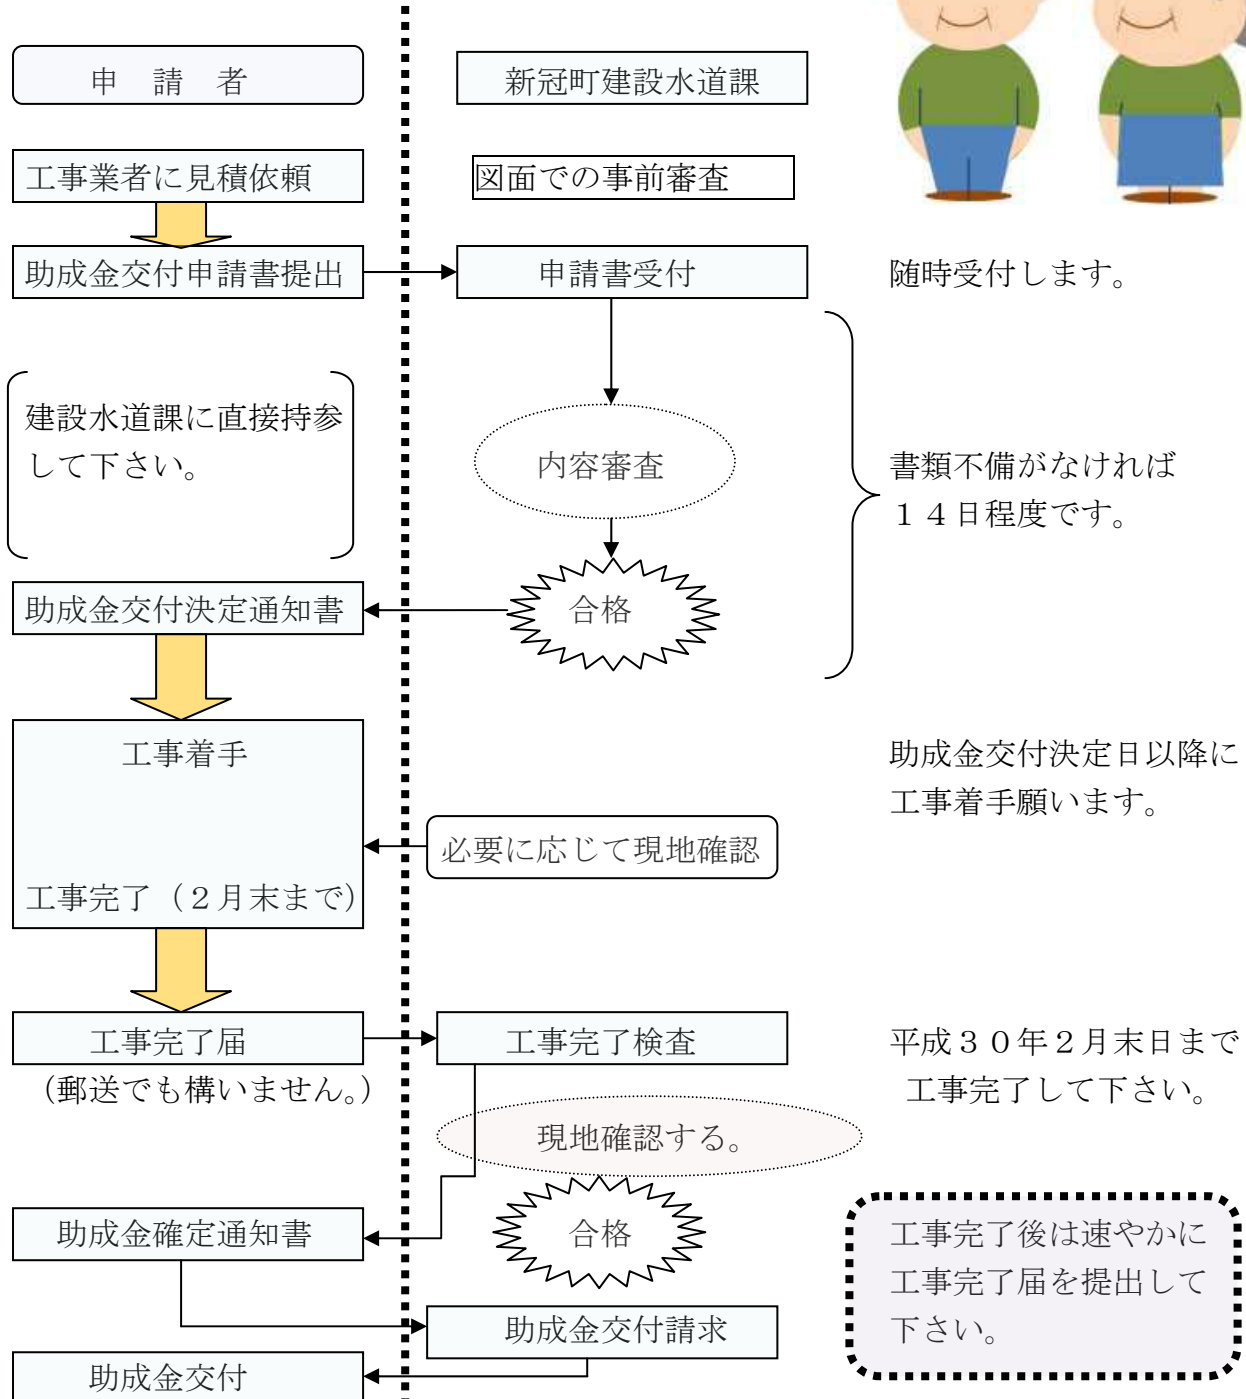 申　請　者
新冠町建設水道課
工事業者に見積依頼
図面での事前審査
助成金交付申請書提出
申請書受付
随時受付します。
建設水道課に直接持参
して下さい。
内容審査
書類不備がなければ
１４日程度です。
助成金交付決定通知書
合格
工事着手
助成金交付決定日以降に
工事着手願います。
必要に応じて現地確認
工事完了（２月末まで）
工事完了届
（郵送でも構いません。）
工事完了検査
平成３０年２月末日まで
工事完了して下さい。
現地確認する。
助成金確定通知書
合格
工事完了後は速やかに
工事完了届を提出して
下さい。
助成金交付請求
助成金交付